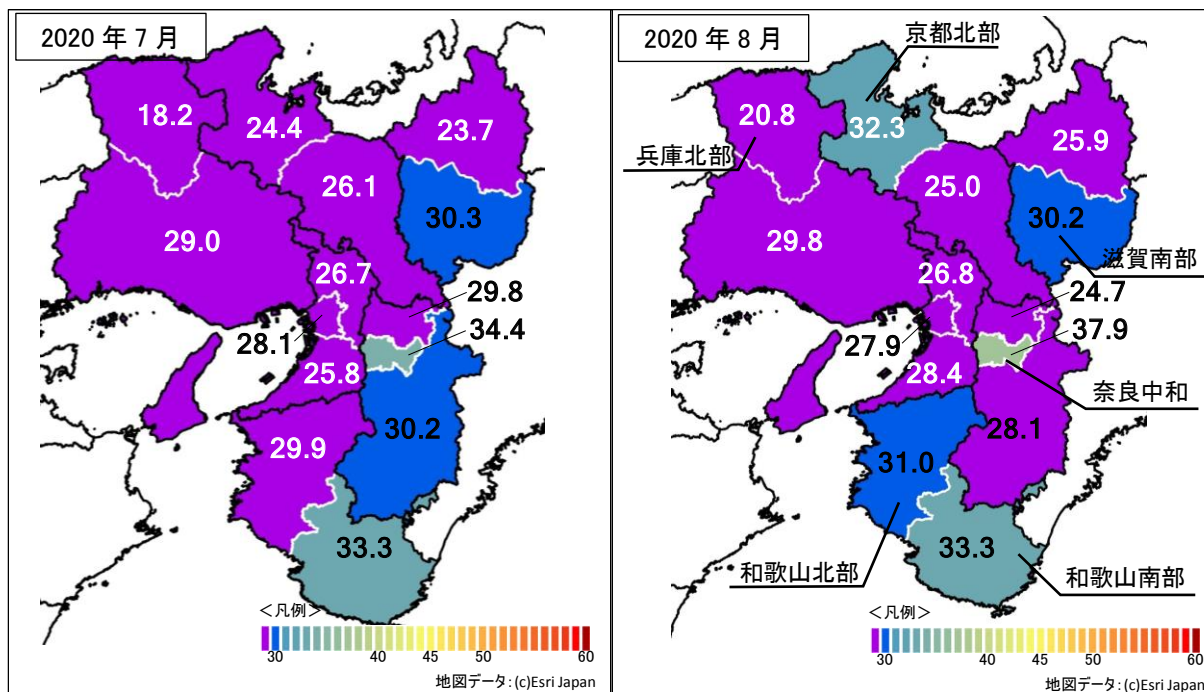 2020 年 7 月
18.2
24.4
23.7
26.1
30.3
29.0
26.7
29.8
34.4
28.1
25.8
30.2
29.9
33.3
＜凡例＞
30 40 45 50 60
地図データ:(c)Esri Japan
2020 年 8 月
京都北部
20.8
32.3
25.9
兵庫北部
25.0
30.2
29.8
滋賀南部
26.8
24.7
37.9
27.9
28.4
奈良中和
28.1
31.0
33.3
和歌山北部
和歌山南部
＜凡例＞
30 40 45 50 60
地図データ:(c)Esri Japan